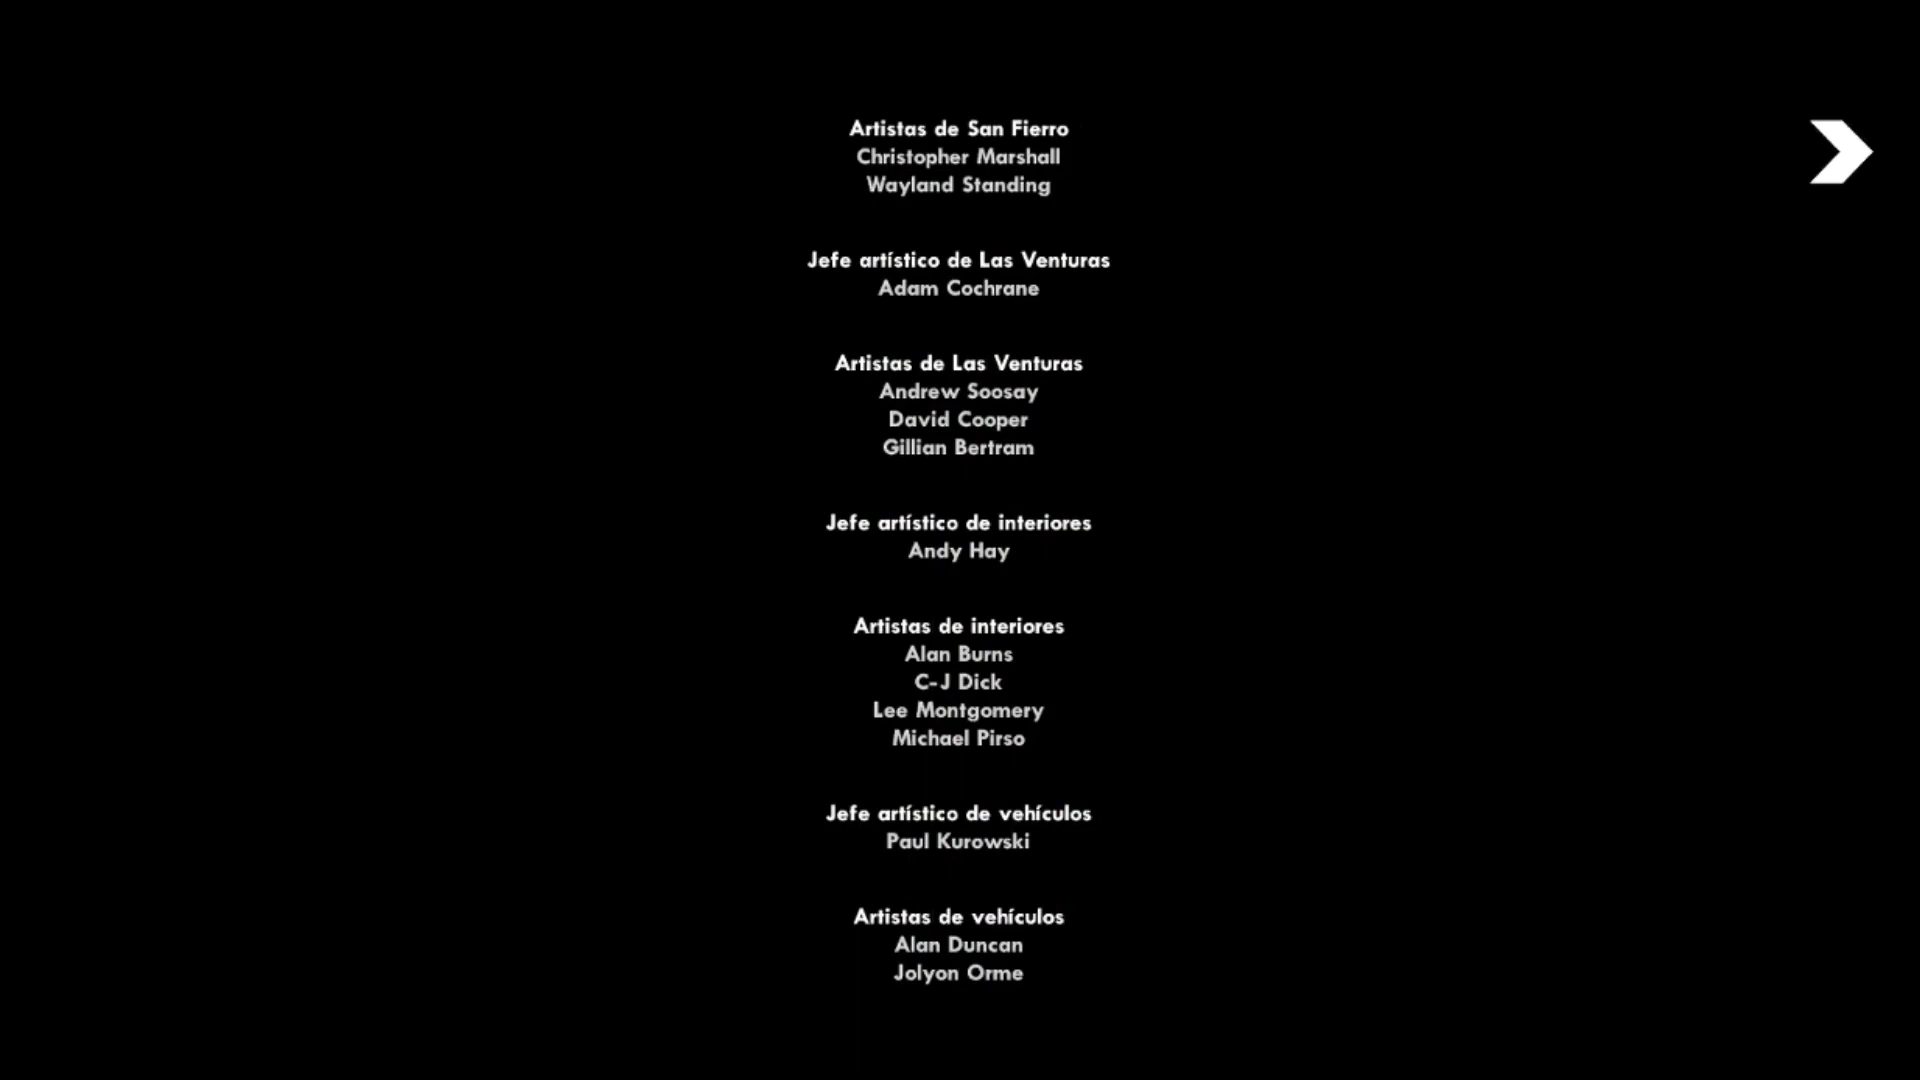 Artistas de San Fierro
Christopher Marshall
Wayland Standing
Jefe artístico de Las Venturas
Adam Cochrane
Artistas de Las Venturas
Andrew Soosay
David Cooper
Gillian Bertram
Jefe artístico de interiores
Andy Hay
Artistas de interiores
Alan Burns
C-J Dick
Lee Montgomery
Michael Pirso
Jefe artístico de vehículos
Paul Kurowski
Artistas de vehículos
Alan Duncan
Jolyon Orme